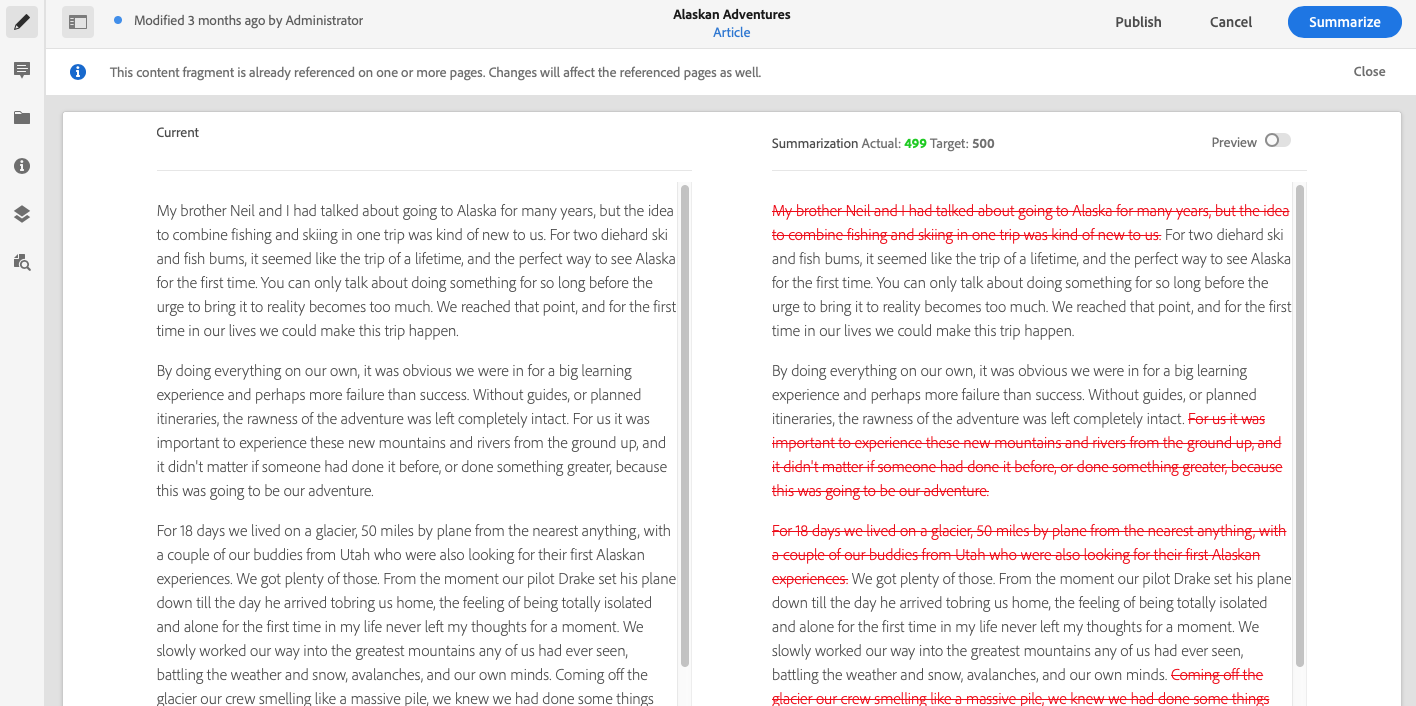 Modified 3 months ago by Administrator
Alaskan Adventures
Article
Publish
Cancel
Summarize
This content fragment is already referenced on one or more pages. Changes will affect the referenced pages as well.
Close
Current
My brother Neil and I had talked about going to Alaska for many years, but the idea
to combine fishing and skiing in one trip was kind of new to us. For two diehard ski
and fish bums, it seemed like the trip of a lifetime, and the perfect way to see Alaska
for the first time. You can only talk about doing something for so long before the
urge to bring it to reality becomes too much. We reached that point, and for the first
time in our lives we could make this trip happen.
By doing everything on our own, it was obvious we were in for a big learning
experience and perhaps more failure than success. Without guides, or planned
itineraries, the rawness of the adventure was left completely intact. For us it was
important to experience these new mountains and rivers from the ground up, and
it didn't matter if someone had done it before, or done something greater, because
this was going to be our adventure.
For 18 days we lived on a glacier, 50 miles by plane from the nearest anything, with
a couple of our buddies from Utah who were also looking for their first Alaskan
experiences. We got plenty of those. From the moment our pilot Drake set his plane
down till the day he arrived tobring us home, the feeling of being totally isolated
and alone for the first time in my life never left my thoughts for a moment. We
slowly worked our way into the greatest mountains any of us had ever seen,
battling the weather and snow, avalanches, and our own minds. Coming off the
glacier our crew smelling like a massive pile, we knew we had done some things
Summarization Actual: 499 Target: 500
Preview
My brother Neil and I had talked about going to Alaska for many years, but the idea
to combine fishing and skiing in one trip was kind of new to us. For two diehard ski
and fish bums, it seemed like the trip of a lifetime, and the perfect way to see Alaska
for the first time. You can only talk about doing something for so long before the
urge to bring it to reality becomes too much. We reached that point, and for the first
time in our lives we could make this trip happen.
By doing everything on our own, it was obvious we were in for a big learning
experience and perhaps more failure than success. Without guides, or planned
itineraries, the rawness of the adventure was left completely intact. For us it was
important to experience these new mountains and rivers from the ground up, and
it didn't matter if someone had done it before, or done something greater, because
this was going to be our adventure.
For 18 days we lived on a glacier, 50 miles by plane from the nearest anything, with
a couple of our buddies from Utah who were also looking for their first Alaskan
experiences. We got plenty of those. From the moment our pilot Drake set his plane
down till the day he arrived tobring us home, the feeling of being totally isolated
and alone for the first time in my life never left my thoughts for a moment. We
slowly worked our way into the greatest mountains any of us had ever seen,
battling the weather and snow, avalanches, and our own minds. Coming off the
glacier our crew smelling like a massive pile, we knew we had done some things